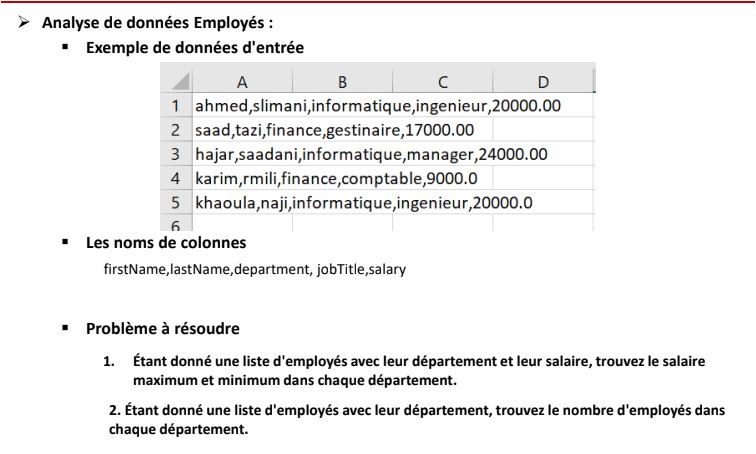 ➢ Analyse de données Employés :
▪ Exemple de données d'entrée
A B C D
1 ahmed,slimani,informatique,ingenieur,20000.00
2 saad,tazi,finance,gestinaire,17000.00
3 hajar,saadani,informatique,manager,24000.00
4 karim,rmili,finance,comptable,9000.0
5 khaoula,naji,informatique,ingenieur,20000.0
6
▪ Les noms de colonnes
firstName,lastName,department, jobTitle,salary
▪ Problème à résoudre
1. Étant donné une liste d'employés avec leur département et leur salaire, trouvez le salaire
maximum et minimum dans chaque département.
2. Étant donné une liste d'employés avec leur département, trouvez le nombre d'employés dans
chaque département.